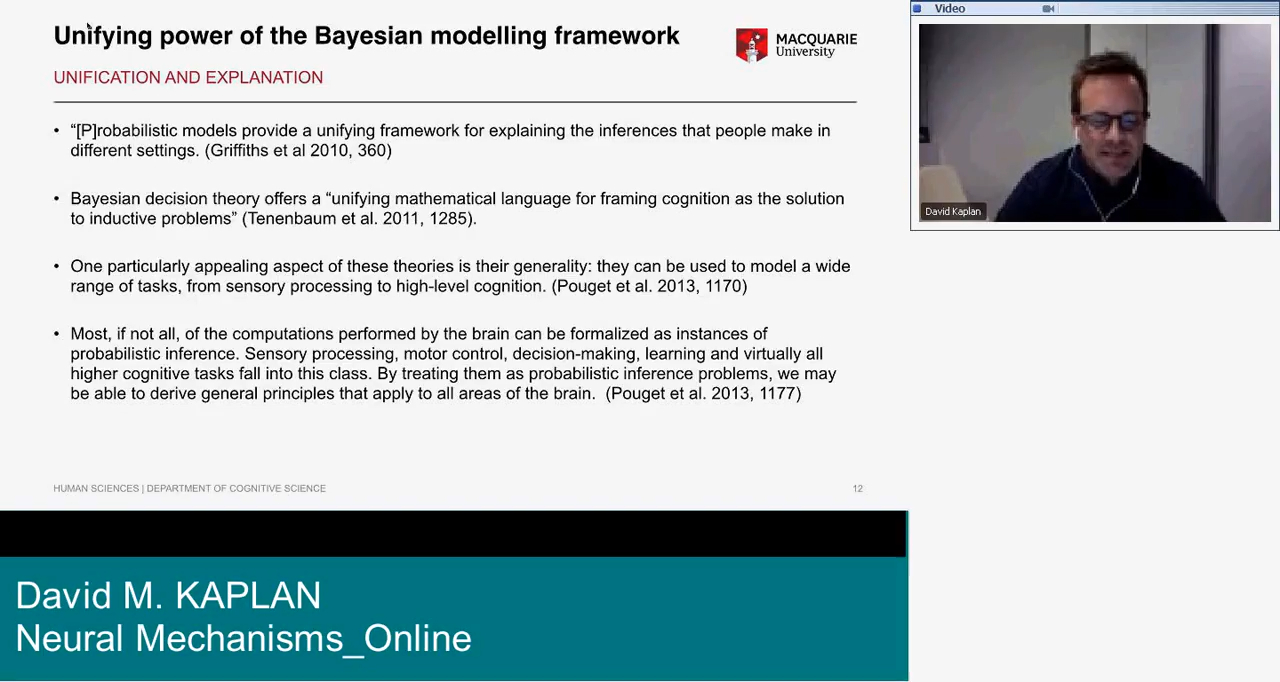 Unifying power of the Bayesian modelling framework
MACQUARIE
University
UNIFICATION AND EXPLANATION
• “[P]robabilistic models provide a unifying framework for explaining the inferences that people make in
different settings. (Griffiths et al 2010, 360)
• Bayesian decision theory offers a “unifying mathematical language for framing cognition as the solution
to inductive problems” (Tenenbaum et al. 2011, 1285).
• One particularly appealing aspect of these theories is their generality: they can be used to model a wide
range of tasks, from sensory processing to high-level cognition. (Pouget et al. 2013, 1170)
• Most, if not all, of the computations performed by the brain can be formalized as instances of
probabilistic inference. Sensory processing, motor control, decision-making, learning and virtually all
higher cognitive tasks fall into this class. By treating them as probabilistic inference problems, we may
be able to derive general principles that apply to all areas of the brain. (Pouget et al. 2013, 1177)
HUMAN SCIENCES | DEPARTMENT OF COGNITIVE SCIENCE
12
Video
David Kaplan
David M. KAPLAN
Neural Mechanisms_Online